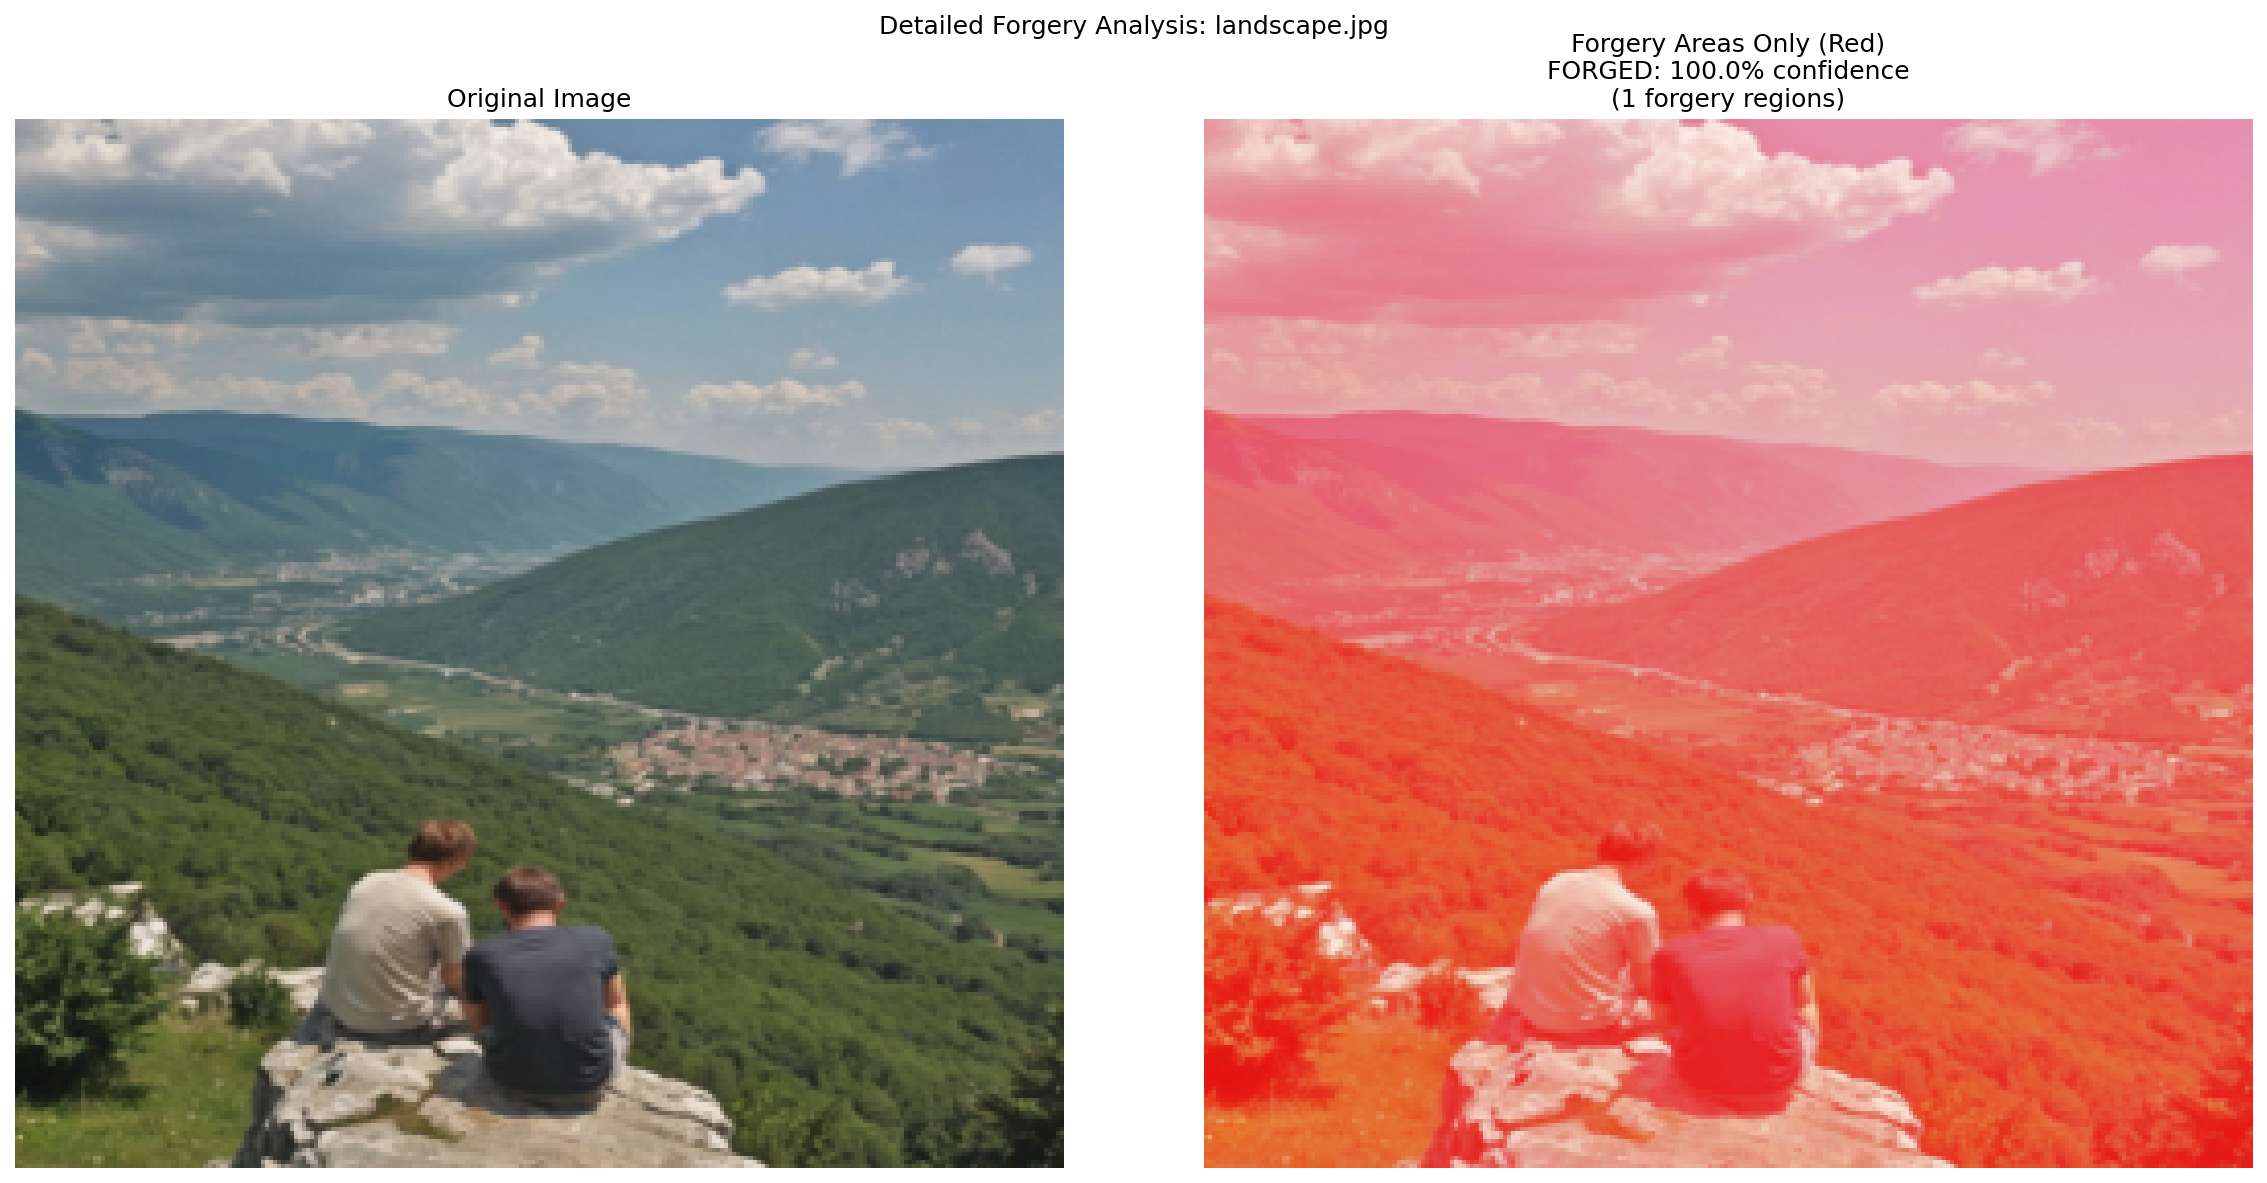 Detailed Forgery Analysis: landscape.jpg
Original Image
Forgery Areas Only (Red)
FORGED: 100.0% confidence
(1 forgery regions)